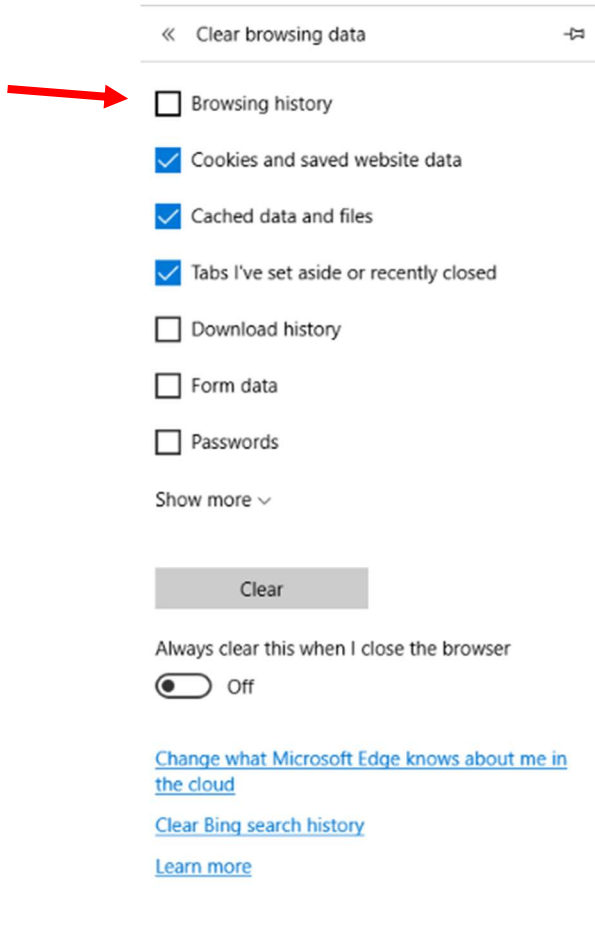 Clear browsing data
Browsing history
Cookies and saved website data
Cached data and files
Tabs I've set aside or recently closed
Download history
Form data
Passwords
Show more
Clear
Always clear this when I close the browser
Off
Change what Microsoft Edge knows about me in
the cloud
Clear Bing search history
Learn more